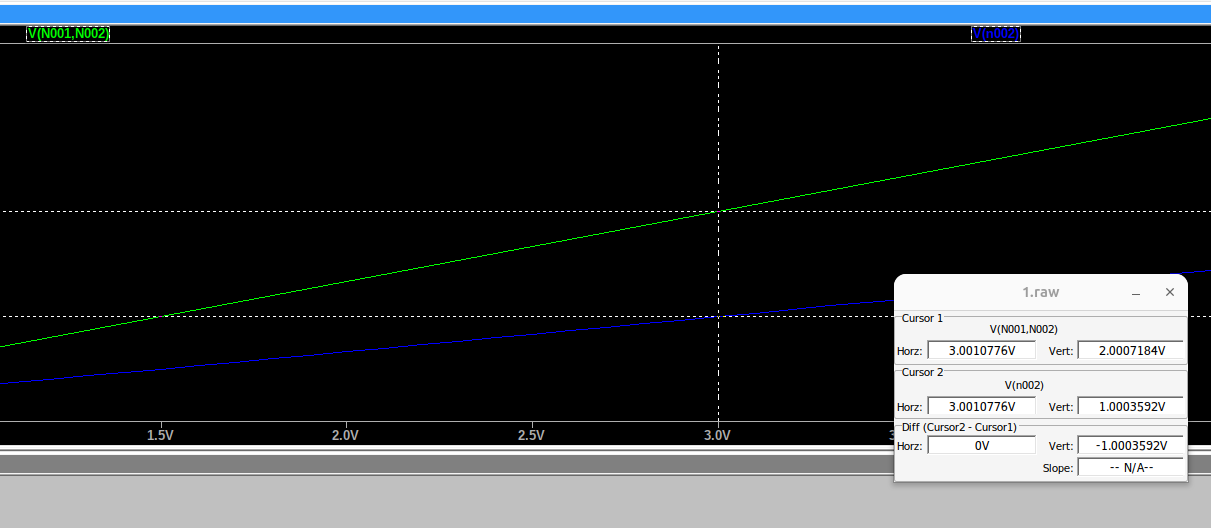 V(N001,N002) V(n002)
1.raw
Cursor 1
V(N001,N002)
Horz: 3.0010776V Vert: 2.0007184V
Cursor 2
V(n002)
Horz: 3.0010776V Vert: 1.0003592V
Diff (Cursor2 - Cursor1)
Horz: 0V Vert: -1.0003592V
Slope: -- N/A--
1.5V 2.0V 2.5V 3.0V